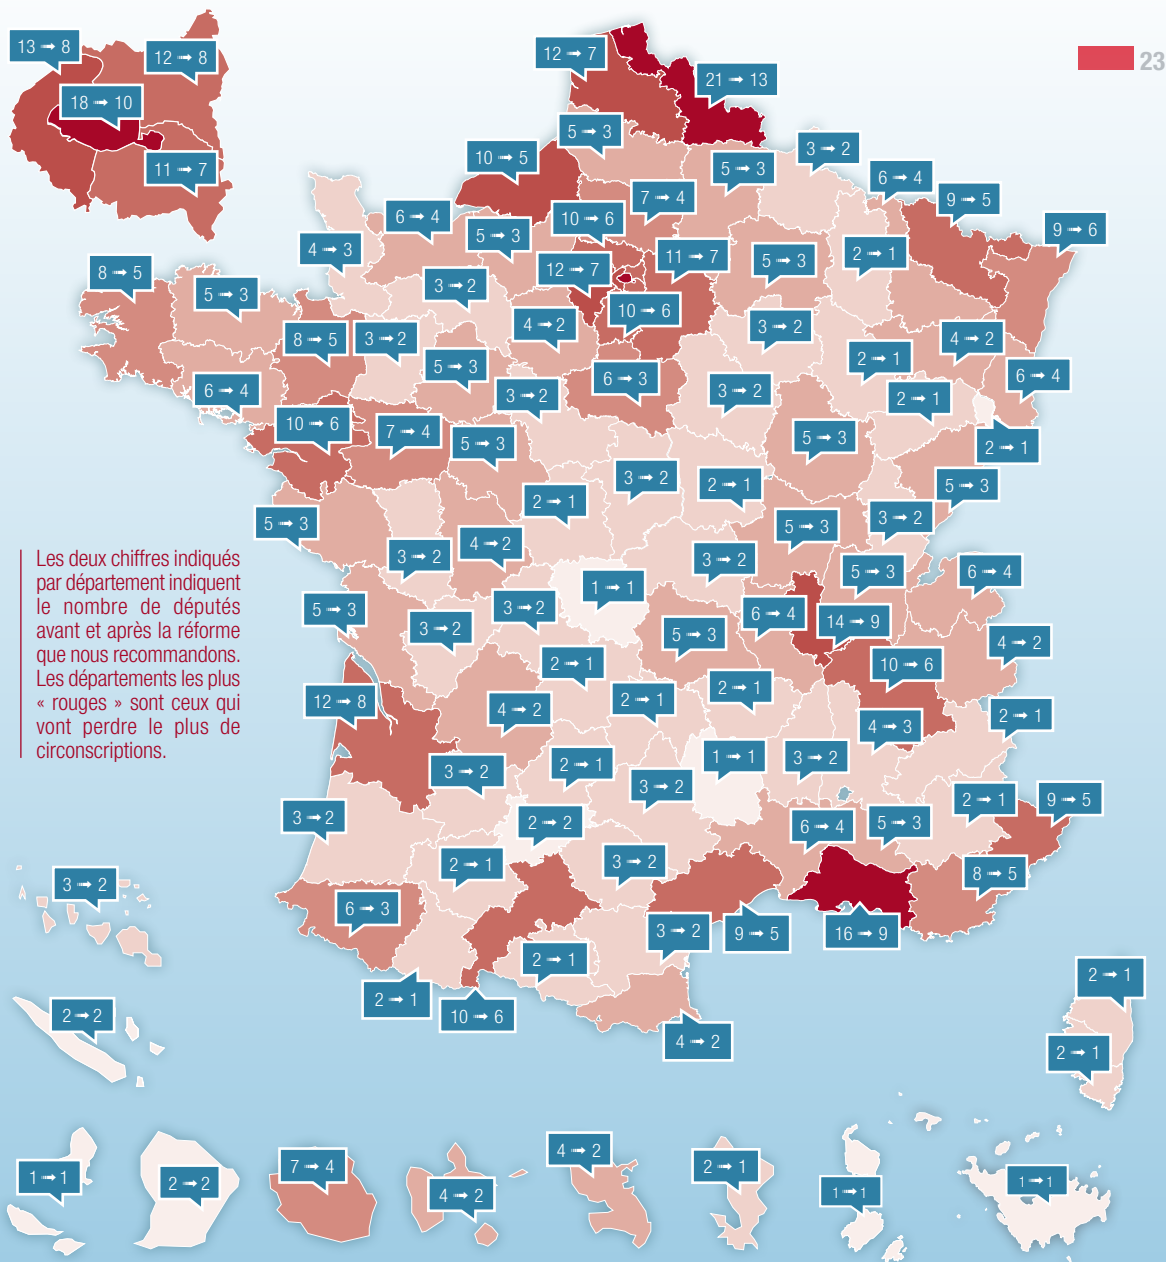 13 → 8
12 → 8
18 → 10
11 → 7
12 → 7
21 → 13
23
5 → 3
10 → 5
5 → 3
3 → 2
6 → 4
7 → 4
9 → 5
6 → 4
10 → 6
9 → 6
4 → 3
5 → 3
11 → 7
5 → 3
2 → 1
8 → 5
5 → 3
3 → 2
12 → 7
10 → 6
4 → 2
3 → 2
8 → 5
3 → 2
4 → 2
5 → 3
2 → 1
6 → 4
6 → 4
3 → 2
6 → 3
3 → 2
2 → 1
10 → 6
7 → 4
5 → 3
5 → 3
2 → 1
3 → 2
2 → 1
5 → 3
2 → 1
5 → 3
5 → 3
3 → 2
3 → 2
4 → 2
3 → 2
5 → 3
6 → 4
Les deux chiffres indiqués
par département indiquent
le nombre de députés
avant et après la réforme
que nous recommandons.
Les départements les plus
« rouges » sont ceux qui
vont perdre le plus de
circonscriptions.
1 → 1
5 → 3
3 → 2
3 → 2
6 → 4
14 → 9
5 → 3
4 → 2
2 → 1
10 → 6
12 → 8
4 → 2
2 → 1
2 → 1
4 → 3
2 → 1
3 → 2
2 → 1
1 → 1
3 → 2
3 → 2
2 → 1
9 → 5
3 → 2
2 → 2
6 → 4
5 → 3
2 → 1
3 → 2
8 → 5
3 → 2
6 → 3
3 → 2
9 → 5
16 → 9
2 → 1
2 → 1
2 → 1
10 → 6
2 → 2
4 → 2
2 → 1
1 → 1
2 → 2
7 → 4
4 → 2
4 → 2
2 → 1
1 → 1
1 → 1